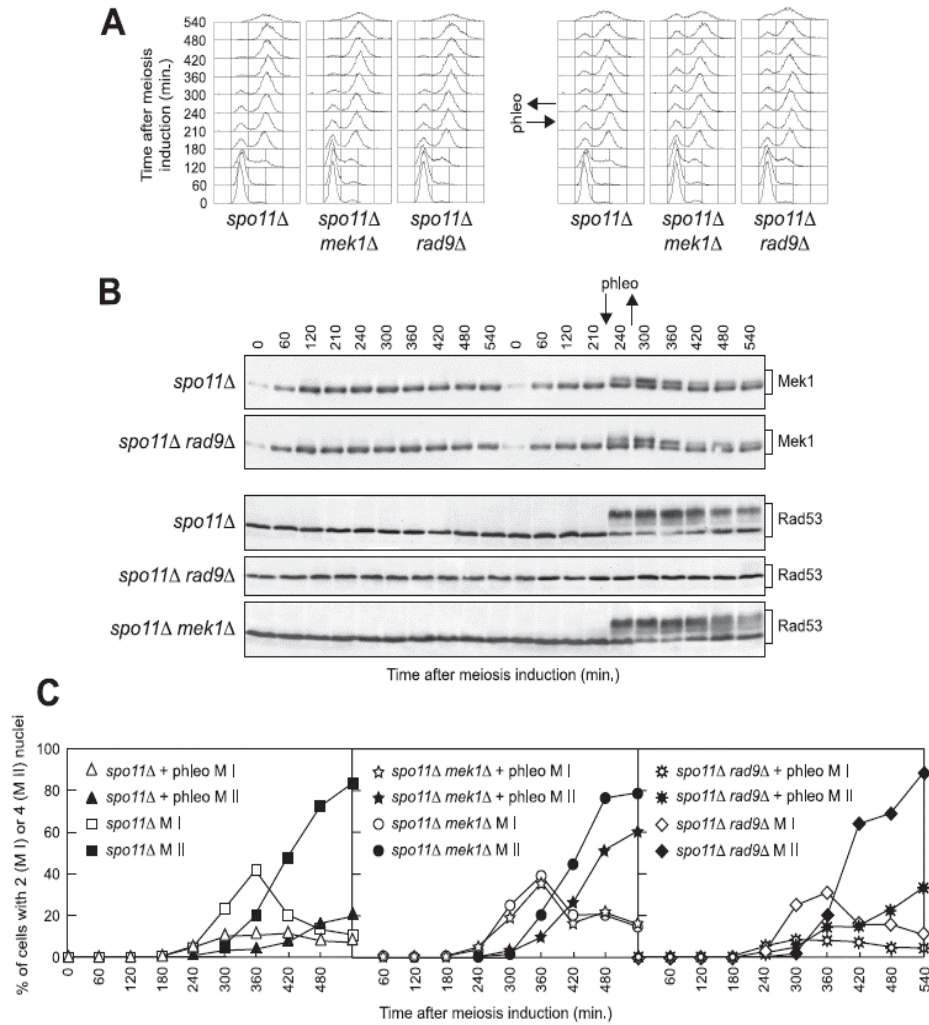 A
Time after meiosis
induction (min.)
540
480
420
360
300
240
210
180
120
60
0
spo11Δ
spo11Δ
mek1Δ
spo11Δ
rad9Δ
phleo
spo11Δ
spo11Δ
mek1Δ
spo11Δ
rad9Δ
B
phleo
0 60 120 210 240 300 360 420 480 540 0 60 120 210 240 300 360 420 480 540
spo11Δ Mek1
spo11Δ rad9Δ Mek1
spo11Δ Rad53
spo11Δ rad9Δ Rad53
spo11Δ mek1Δ Rad53
Time after meiosis induction (min.)
C
% of cells with 2 (M I) or 4 (M II) nuclei
100
80
60
40
20
0
spo11Δ + phleo M I
spo11Δ + phleo M II
spo11Δ M I
spo11Δ M II
spo11Δ mek1Δ + phleo M I
spo11Δ mek1Δ + phleo M II
spo11Δ mek1Δ M I
spo11Δ mek1Δ M II
spo11Δ rad9Δ + phleo M I
spo11Δ rad9Δ + phleo M II
spo11Δ rad9Δ M I
spo11Δ rad9Δ M II
0 60 120 180 240 300 360 420 480 60 120 180 240 300 360 420 480 60 120 180 240 300 360 420 480 540
Time after meiosis induction (min.)